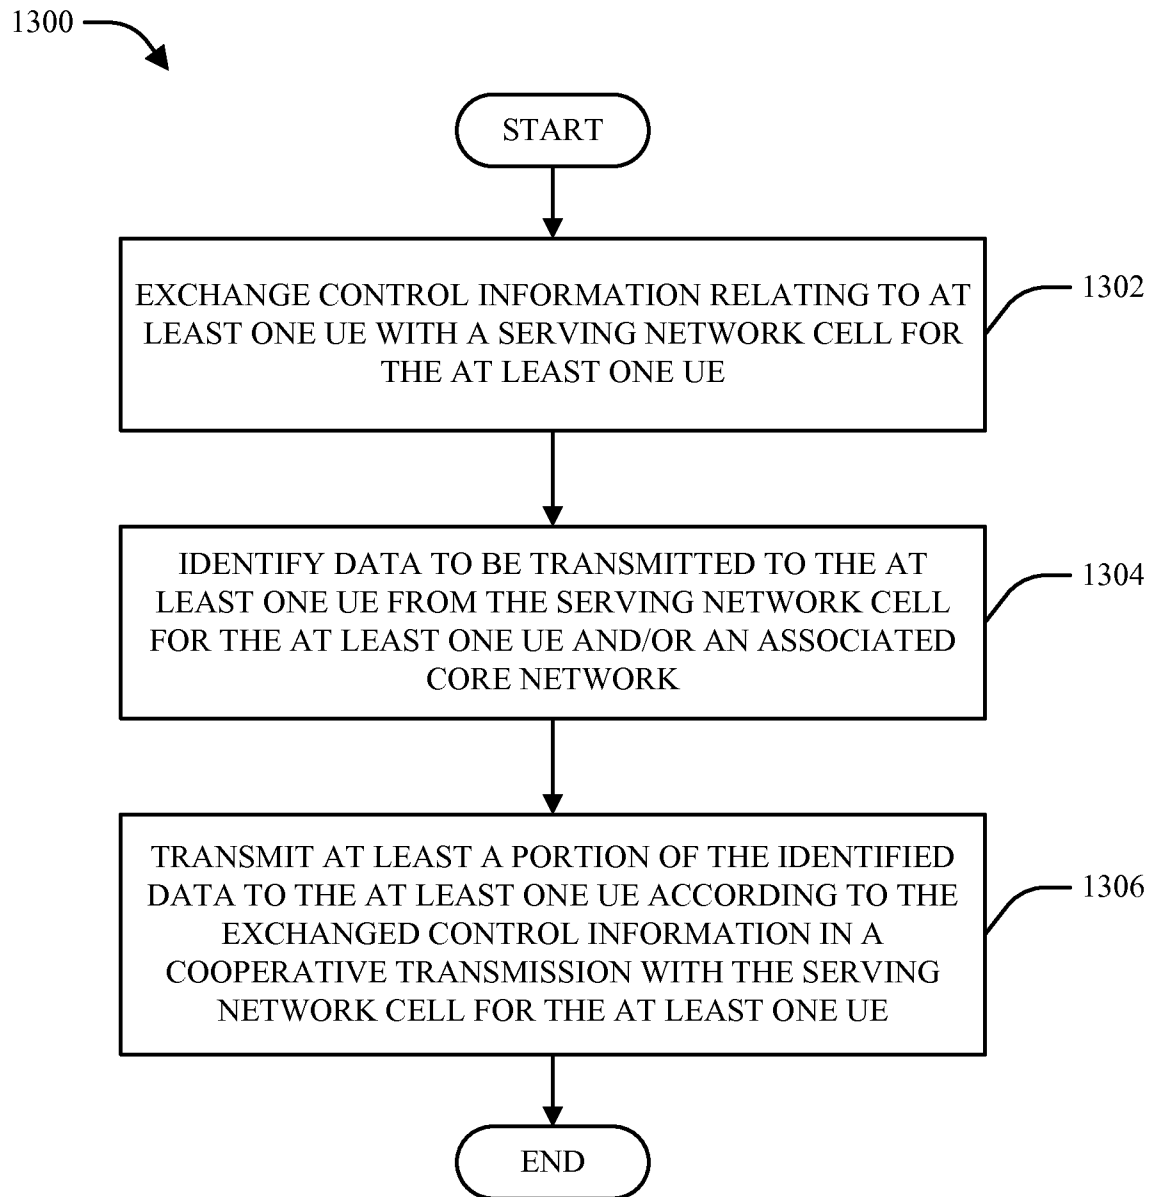 1300
START
EXCHANGE CONTROL INFORMATION RELATING TO AT
LEAST ONE UE WITH A SERVING NETWORK CELL FOR
THE AT LEAST ONE UE
1302
IDENTIFY DATA TO BE TRANSMITTED TO THE AT
LEAST ONE UE FROM THE SERVING NETWORK CELL
FOR THE AT LEAST ONE UE AND/OR AN ASSOCIATED
CORE NETWORK
1304
TRANSMIT AT LEAST A PORTION OF THE IDENTIFIED
DATA TO THE AT LEAST ONE UE ACCORDING TO THE
EXCHANGED CONTROL INFORMATION IN A
COOPERATIVE TRANSMISSION WITH THE SERVING
NETWORK CELL FOR THE AT LEAST ONE UE
1306
END